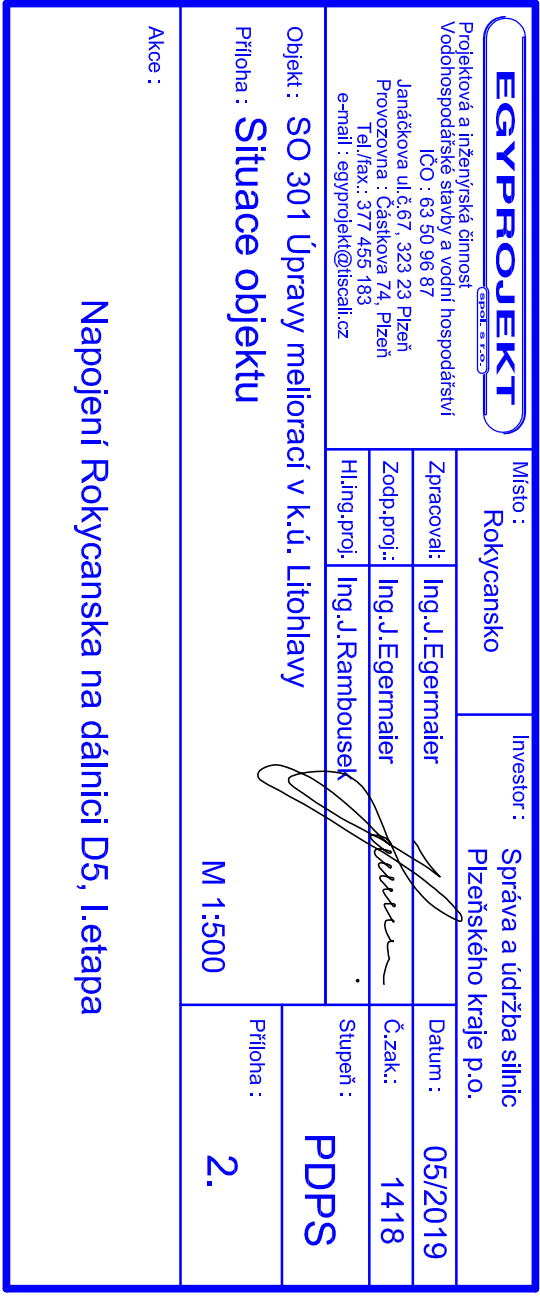 EGYPROJEKT
spol. s r.o.
Projektová a inženýrská činnost
Vodohospodářské stavby a vodní hospodářství
IČO : 63 50 96 87
Janáčkova ul.č.67, 323 23 Plzeň
Provozovna : Částkova 74, Plzeň
Tel./fax.: 377 455 183
e-mail : egyprojekt@tiscali.cz
Místo :
Rokycansko
Investor :
Správa a údržba silnic
Plzeňského kraje p.o.
Zpracoval: Ing.J.Egermaier
Zodp.proj.: Ing.J.Egermaier
Hl.ing.proj. Ing.J.Rambousek
Datum : 05/2019
Č.zak.: 1418
Stupeň :
PDPS
Objekt : SO 301 Úpravy meliorací v k.ú. Litohlavy
Příloha : Situace objektu
M 1:500
Příloha :
2.
Akce :
Napojení Rokycanska na dálnici D5, I.etapa